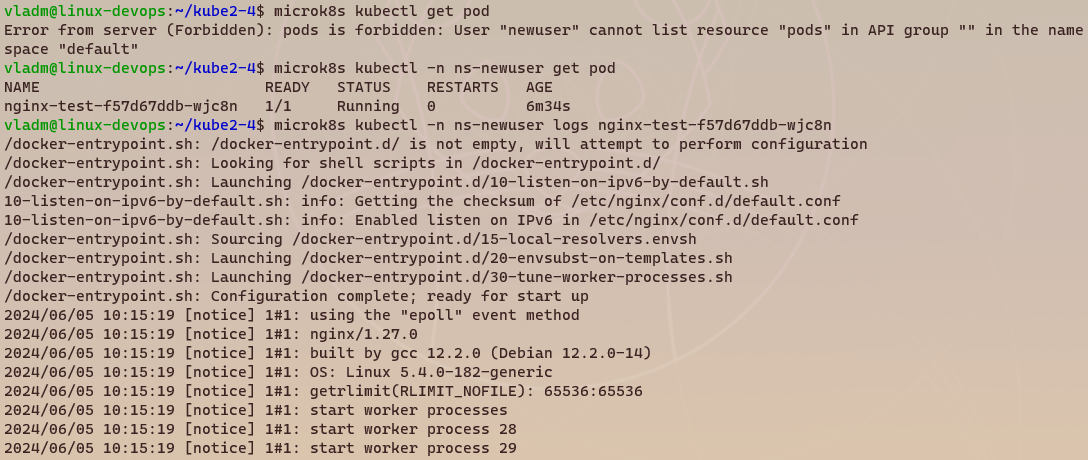 vladm@linux-devops:~/kube2-4$ microk8s kubectl get pod
Error from server (Forbidden): pods is forbidden: User "newuser" cannot list resource "pods" in API group "" in the name
space "default"
vladm@linux-devops:~/kube2-4$ microk8s kubectl -n ns-newuser get pod
NAME                         READY   STATUS    RESTARTS   AGE
nginx-test-f57d67ddb-wjc8n   1/1     Running   0          6m34s
vladm@linux-devops:~/kube2-4$ microk8s kubectl -n ns-newuser logs nginx-test-f57d67ddb-wjc8n
/docker-entrypoint.sh: /docker-entrypoint.d/ is not empty, will attempt to perform configuration
/docker-entrypoint.sh: Looking for shell scripts in /docker-entrypoint.d/
/docker-entrypoint.sh: Launching /docker-entrypoint.d/10-listen-on-ipv6-by-default.sh
10-listen-on-ipv6-by-default.sh: info: Getting the checksum of /etc/nginx/conf.d/default.conf
10-listen-on-ipv6-by-default.sh: info: Enabled listen on IPv6 in /etc/nginx/conf.d/default.conf
/docker-entrypoint.sh: Sourcing /docker-entrypoint.d/15-local-resolvers.envsh
/docker-entrypoint.sh: Launching /docker-entrypoint.d/20-envsubst-on-templates.sh
/docker-entrypoint.sh: Launching /docker-entrypoint.d/30-tune-worker-processes.sh
/docker-entrypoint.sh: Configuration complete; ready for start up
2024/06/05 10:15:19 [notice] 1#1: using the "epoll" event method
2024/06/05 10:15:19 [notice] 1#1: nginx/1.27.0
2024/06/05 10:15:19 [notice] 1#1: built by gcc 12.2.0 (Debian 12.2.0-14)
2024/06/05 10:15:19 [notice] 1#1: OS: Linux 5.4.0-182-generic
2024/06/05 10:15:19 [notice] 1#1: getrlimit(RLIMIT_NOFILE): 65536:65536
2024/06/05 10:15:19 [notice] 1#1: start worker processes
2024/06/05 10:15:19 [notice] 1#1: start worker process 28
2024/06/05 10:15:19 [notice] 1#1: start worker process 29